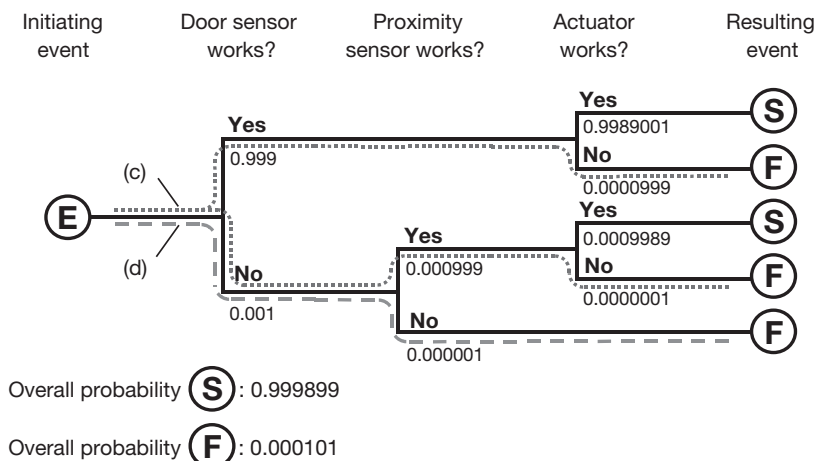 Initiating event
Door sensor works?
Proximity sensor works?
Actuator works?
Resulting event
Yes
S
Yes
0.9989001
0.999
No
F
(c)
0.0000999
Yes
S
E
Yes
0.0009989
(d)
0.000999
No
F
No
0.0000001
0.001
No
F
0.000001
Overall probability S : 0.999899
Overall probability F : 0.000101